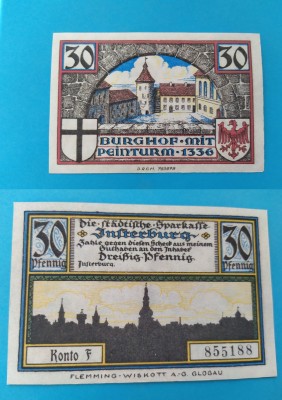 30 30
BURGHOF·MIT
PEINTURM·1336
Die städtische Sparkasse
Insterburg
Zahle gegen diesen Scheck aus meinem
Guthaben an den Inhaber
Dreißig Pfennig
Insterburg.
30 30
Pfennig Pfennig
Konto F 855188
FLEMMING-WISKOTT A/G. GLOGAU